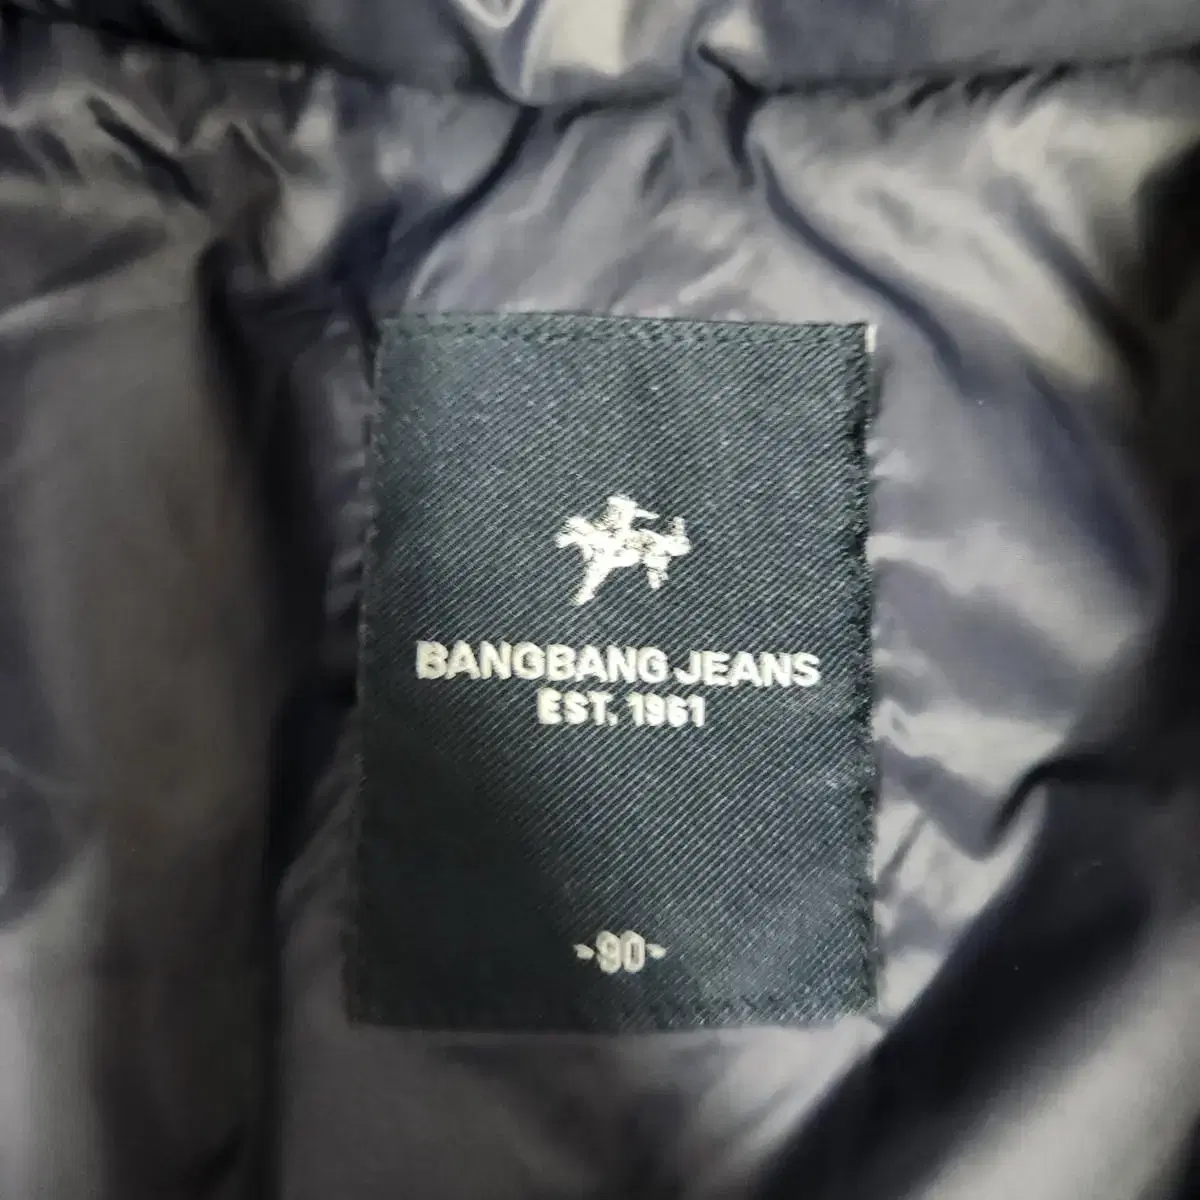 BANGBANG JEANS
EST. 1961
-90-